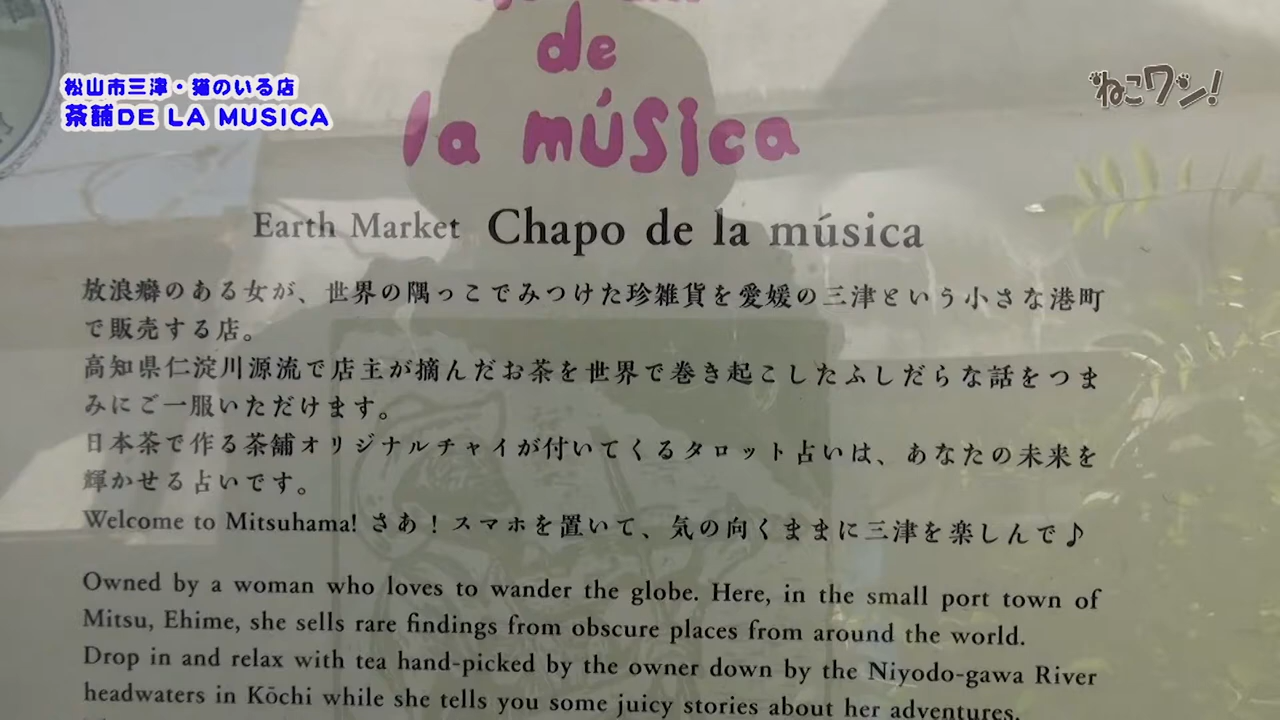 松山市三津・猫のいる店
茶舗DE LA MUSICA
ねこワン!
de
la música
Earth Market Chapo de la música
放浪癖のある女が、世界の隅っこでみつけた珍雑貨を愛媛の三津という小さな港町
で販売する店。
高知県仁淀川源流で店主が摘んだお茶を世界で巻き起こしたふしだらな話をつま
みにご一服いただけます。
日本茶で作る茶舗オリジナルチャイが付いてくるタロット占いは、あなたの未来を
輝かせる占いです。
Welcome to Mitsuhama! さあ！スマホを置いて、気の向くままに三津を楽しんで♪
Owned by a woman who loves to wander the globe. Here, in the small port town of
Mitsu, Ehime, she sells rare findings from obscure places from around the world.
Drop in and relax with tea hand-picked by the owner down by the Niyodo-gawa River
headwaters in Kōchi while she tells you some juicy stories about her adventures.